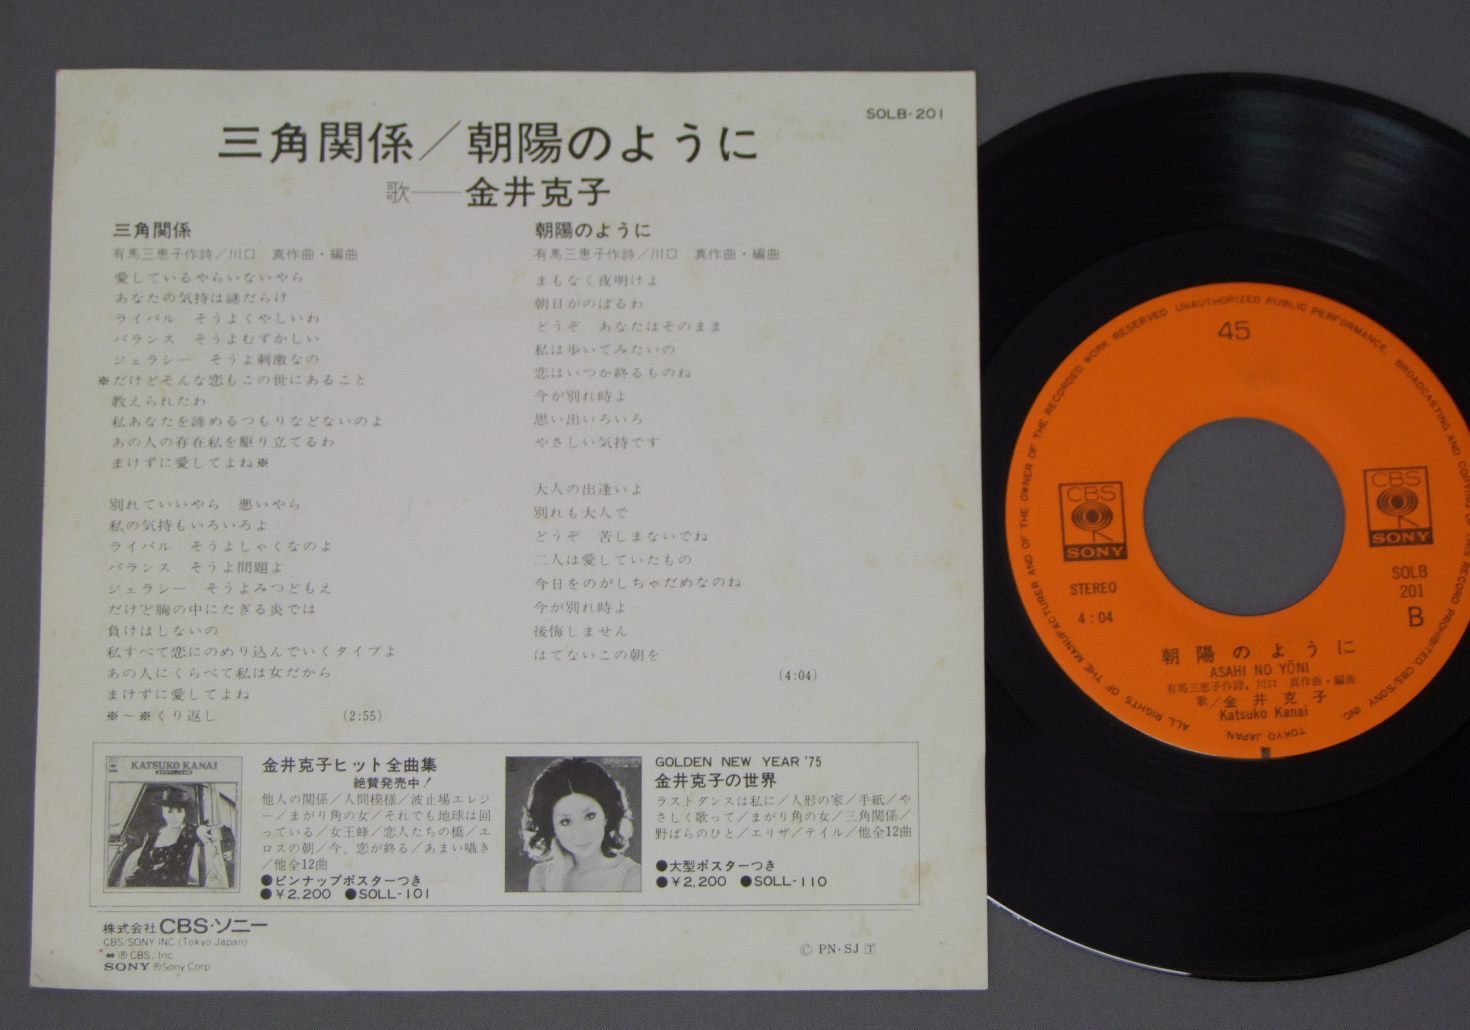 SOLB-201
三角関係／朝陽のように
歌──金井克子
三角関係
有馬三恵子作詩／川口　真作曲・編曲
愛しているやらいないやら
あなたの気持は謎だらけ
ライバル　そうよくやしいわ
バランス　そうよむずかしい
ジェラシー　そうよ刺激なの
※だけどそんな恋もこの世にあること
教えられたわ
私あなたを諦めるつもりなどないのよ
あの人の存在私を駆り立てるわ
まけずに愛してよね※
別れていいやら　悪いやら
私の気持もいろいろよ
ライバル　そうよしゃくなのよ
バランス　そうよ問題よ
ジェラシー　そうよみつどもえ
だけど胸の中にたぎる炎では
負けはしないの
私すべて恋にのめり込んでいくタイプよ
あの人にくらべて私は女だから
まけずに愛してよね
※〜※くり返し　(2:55)
朝陽のように
有馬三恵子作詩／川口　真作曲・編曲
まもなく夜明けよ
朝日がのぼるわ
どうぞ　あなたはそのまま
私は歩いてみたいの
恋はいつか終るものね
今が別れ時よ
思い出いろいろ
やさしい気持です
大人の出逢いよ
別れも大人で
どうぞ　苦しまないでね
二人は愛していたもの
今日をのがしちゃだめなのね
今が別れ時よ
後悔しません
はてないこの朝を
(4:04)
KATSUKO KANAI
金井克子ヒット全曲集
絶賛発売中！
他人の関係／人間模様／波止場エレジ
ー／まがり角の女／それでも地球は回
っている／女王蜂／恋人たちの橋／エ
ロスの朝／今、恋が終る／あまい囁き
／他全12曲
●ピンナップポスターつき
●￥2,200　●SOLL-101
GOLDEN NEW YEAR '75
金井克子の世界
ラストダンスは私に／人形の家／手紙／や
さしく歌って／まがり角の女／三角関係／
野ばらのひと／エリザ／テイル／他全12曲
●大型ポスターつき
●￥2,200　●SOLL-110
株式会社CBS・ソニー
CBS/SONY INC (Tokyo Japan)
®CBS, Inc
SONY ®Sony Corp
© PN-SJ T
45
CBS
SONY
CBS
SONY
STEREO
4:04
SOLB
201
B
朝陽のように
ASAHI NO YŌNI
有馬三恵子作詩。川口　真作曲・編曲
歌／金井克子
Katsuko Kanai
ALL RIGHTS OF THE MANUFACTURER AND OF THE OWNER OF THE RECORDED WORK RESERVED UNAUTHORIZED PUBLIC PERFORMANCE, BROADCASTING AND COPYING OF THIS RECORD PROHIBITED CBS/SONY INC. TOKYO JAPAN.